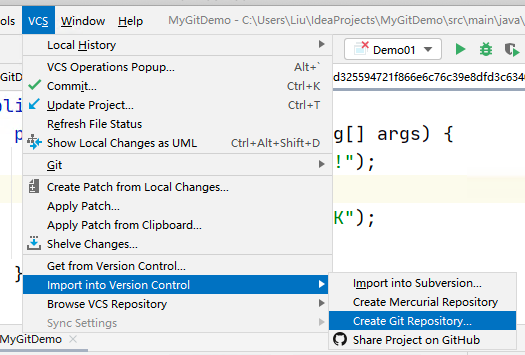 ols VCS Window Help MyGitDemo - C:\Users\Liu\IdeaProjects\MyGitDemo\src\main\java\
Local History
Demo01
VCS Operations Popup... Alt+`
GitD
d325594721f866e6c76c39e8dfd3c634
Commit... Ctrl+K
Update Project... Ctrl+T
Refresh File Status
Show Local Changes as UML Ctrl+Alt+Shift+D
g[] args) {
Git
!");
Create Patch from Local Changes...
Apply Patch...
Apply Patch from Clipboard...
K");
Shelve Changes...
Get from Version Control...
}
Import into Version Control
Import into Subversion...
Browse VCS Repository
Create Mercurial Repository
Sync Settings
Create Git Repository...
MyGitDemo
Share Project on GitHub